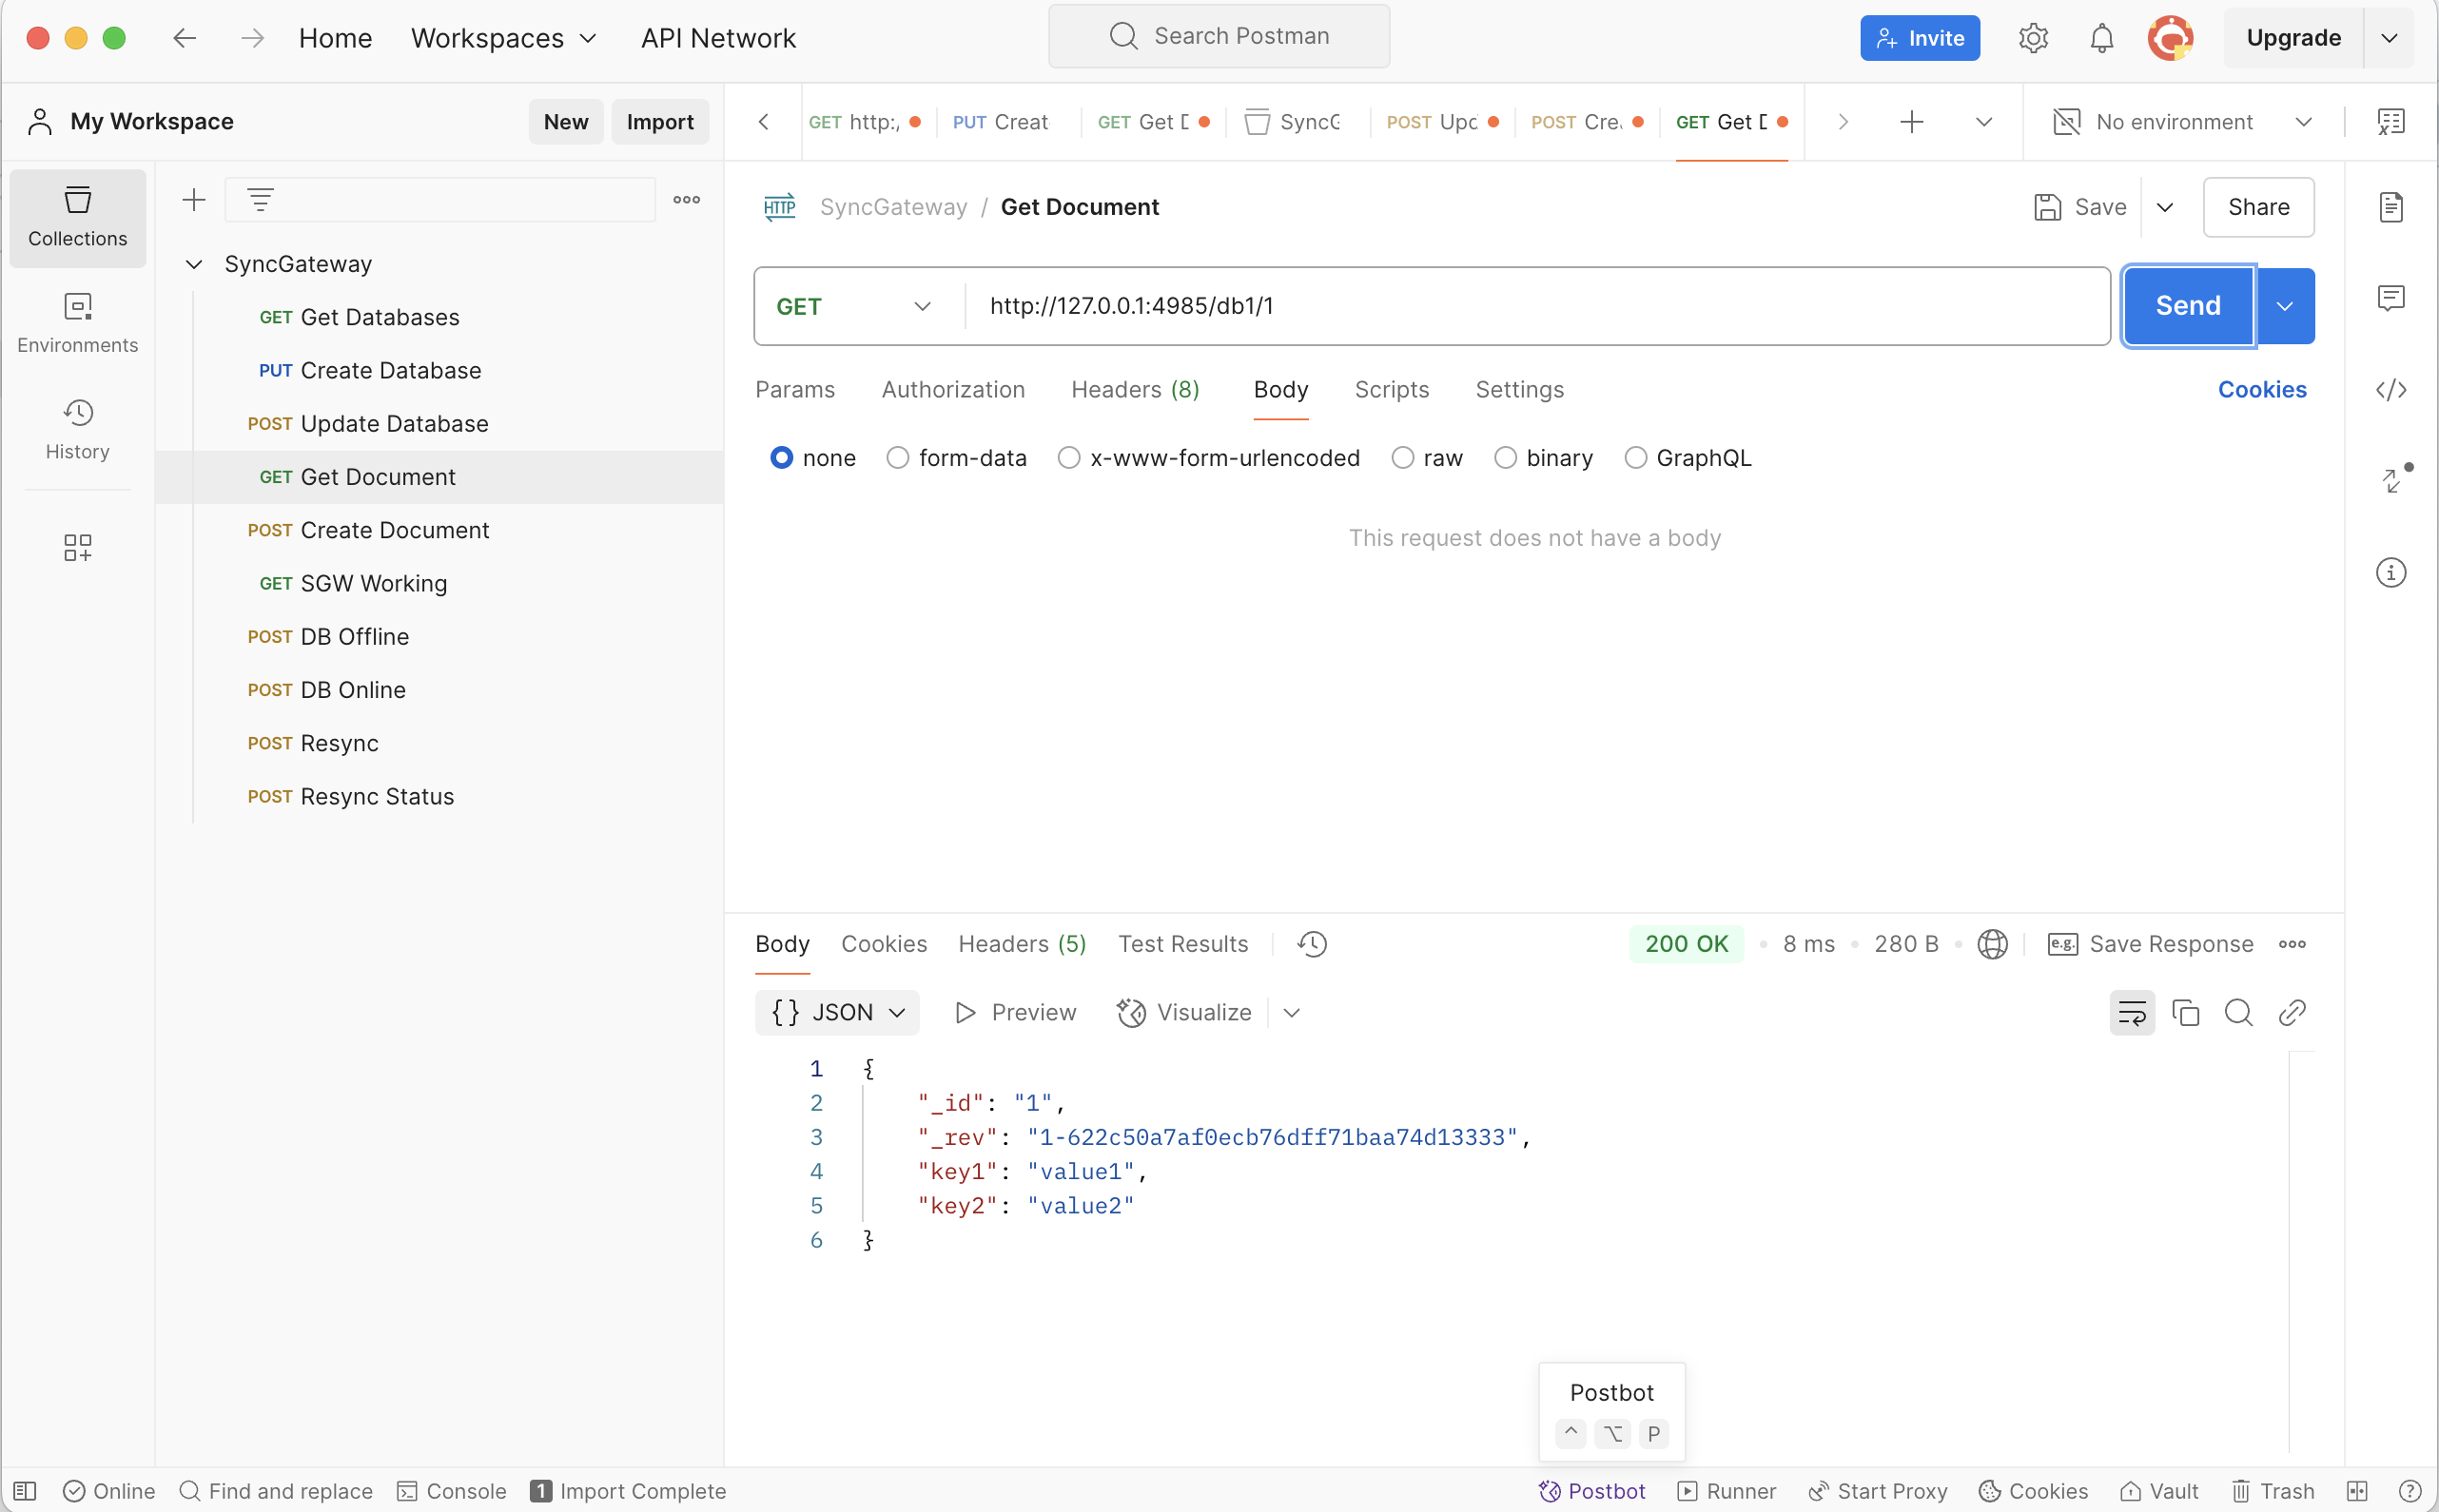 Home Workspaces API Network Search Postman Invite Upgrade
My Workspace New Import
GET http:/ PUT Creat GET Get D SyncG POST Upd POST Cre GET Get D No environment
Collections
Environments
History
SyncGateway
GET Get Databases
PUT Create Database
POST Update Database
GET Get Document
POST Create Document
GET SGW Working
POST DB Offline
POST DB Online
POST Resync
POST Resync Status
HTTP SyncGateway / Get Document Save Share
GET http://127.0.0.1:4985/db1/1 Send
Params Authorization Headers (8) Body Scripts Settings Cookies
none form-data x-www-form-urlencoded raw binary GraphQL
This request does not have a body
Body Cookies Headers (5) Test Results 200 OK • 8 ms • 280 B • e.g. Save Response
{} JSON Preview Visualize
1 {
2 "_id": "1",
3 "_rev": "1-622c50a7af0ecb76dff71baa74d13333",
4 "key1": "value1",
5 "key2": "value2"
6 }
Postbot
^ ⌥ P
Online Find and replace Console 1 Import Complete Postbot Runner Start Proxy Cookies Vault Trash